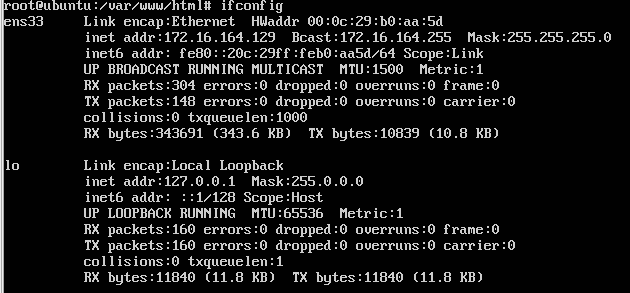 root@ubuntu:/var/www/html# ifconfig
ens33     Link encap:Ethernet  HWaddr 00:0c:29:b0:aa:5d
          inet addr:172.16.164.129  Bcast:172.16.164.255  Mask:255.255.255.0
          inet6 addr: fe80::20c:29ff:feb0:aa5d/64 Scope:Link
          UP BROADCAST RUNNING MULTICAST  MTU:1500  Metric:1
          RX packets:304 errors:0 dropped:0 overruns:0 frame:0
          TX packets:148 errors:0 dropped:0 overruns:0 carrier:0
          collisions:0 txqueuelen:1000
          RX bytes:343691 (343.6 KB)  TX bytes:10839 (10.8 KB)
lo        Link encap:Local Loopback
          inet addr:127.0.0.1  Mask:255.0.0.0
          inet6 addr: ::1/128 Scope:Host
          UP LOOPBACK RUNNING  MTU:65536  Metric:1
          RX packets:160 errors:0 dropped:0 overruns:0 frame:0
          TX packets:160 errors:0 dropped:0 overruns:0 carrier:0
          collisions:0 txqueuelen:1
          RX bytes:11840 (11.8 KB)  TX bytes:11840 (11.8 KB)